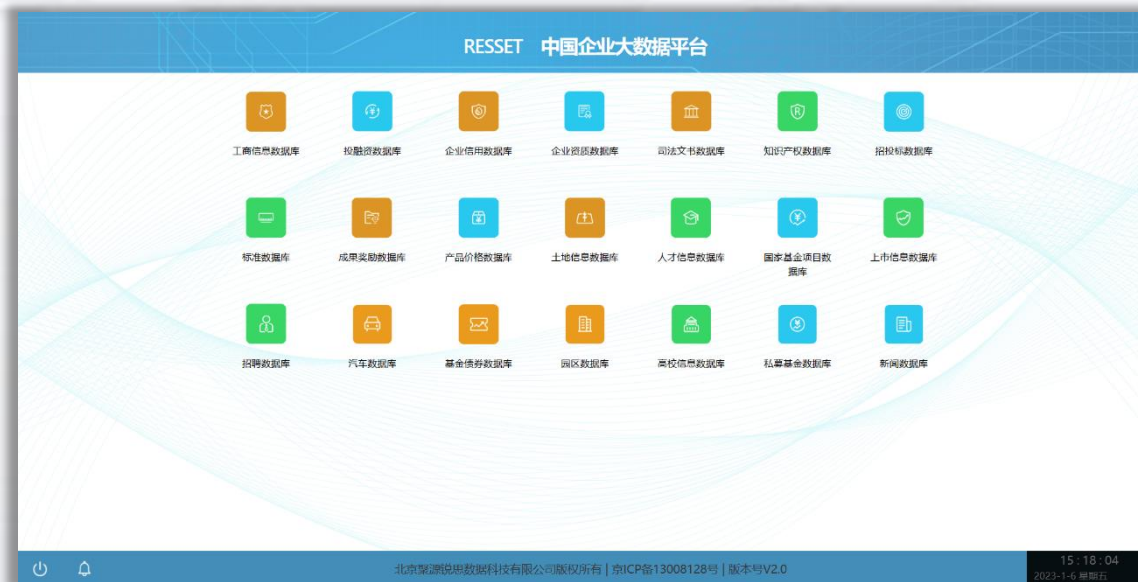 RESSET 中国企业大数据平台
工商信息数据库 投融资数据库 企业信用数据库 企业资质数据库 司法文书数据库 知识产权数据库 招投标数据库
标准数据库 成果奖励数据库 产品价格数据库 土地信息数据库 人才信息数据库 国家基金项目数据库 上市信息数据库
招聘数据库 汽车数据库 基金债券数据库 园区数据库 高校信息数据库 私募基金数据库 新闻数据库
北京聚源锐思数据科技有限公司版权所有 | 京ICP备13008128号 | 版本号V2.0
15:18:04
2023-1-6 星期五